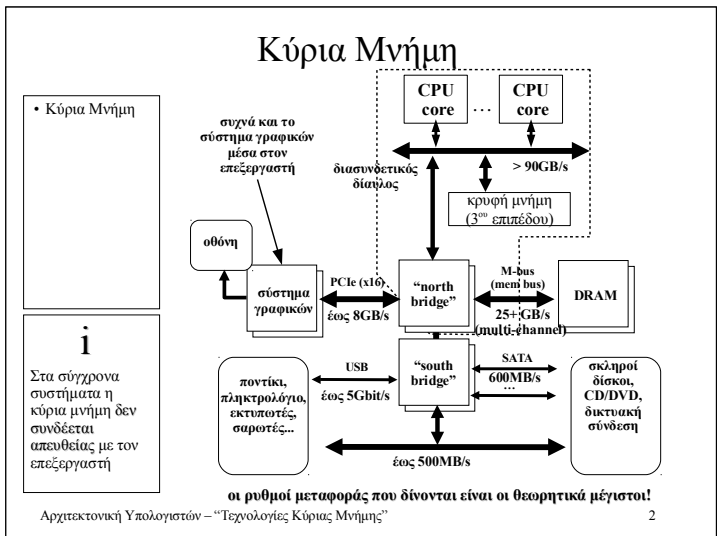 Κύρια Μνήμη
• Κύρια Μνήμη
i
Στα σύγχρονα
συστήματα η
κύρια μνήμη δεν
συνδέεται
απευθείας με τον
επεξεργαστή
συχνά και το
σύστημα γραφικών
μέσα στον
επεξεργαστή
CPU
core
...
CPU
core
διασυνδετικός
δίαυλος
> 90GB/s
κρυφή μνήμη
(3ου επιπέδου)
οθόνη
σύστημα
γραφικών
PCIe (x16)
έως 8GB/s
“north
bridge”
M-bus
(mem bus)
25+ GB/s
(multi-channel)
DRAM
ποντίκι,
πληκτρολόγιο,
εκτυπωτές,
σαρωτές...
USB
έως 5Gbit/s
“south
bridge”
SATA
600MB/s
...
σκληροί
δίσκοι,
CD/DVD,
δικτυακή
σύνδεση
έως 500MB/s
οι ρυθμοί μεταφοράς που δίνονται είναι οι θεωρητικά μέγιστοι!
Αρχιτεκτονική Υπολογιστών – “Τεχνολογίες Κύριας Μνήμης”
2